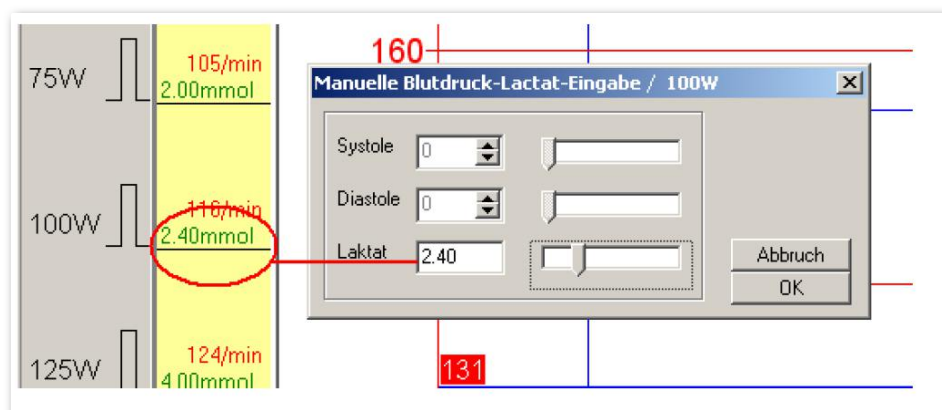 75W
105/min
2.00mmol
100W
116/min
2.40mmol
125W
124/min
4.00mmol
160
Manuelle Blutdruck-Lactat-Eingabe / 100W
Systole 0
Diastole 0
Laktat 2.40
Abbruch
OK
131